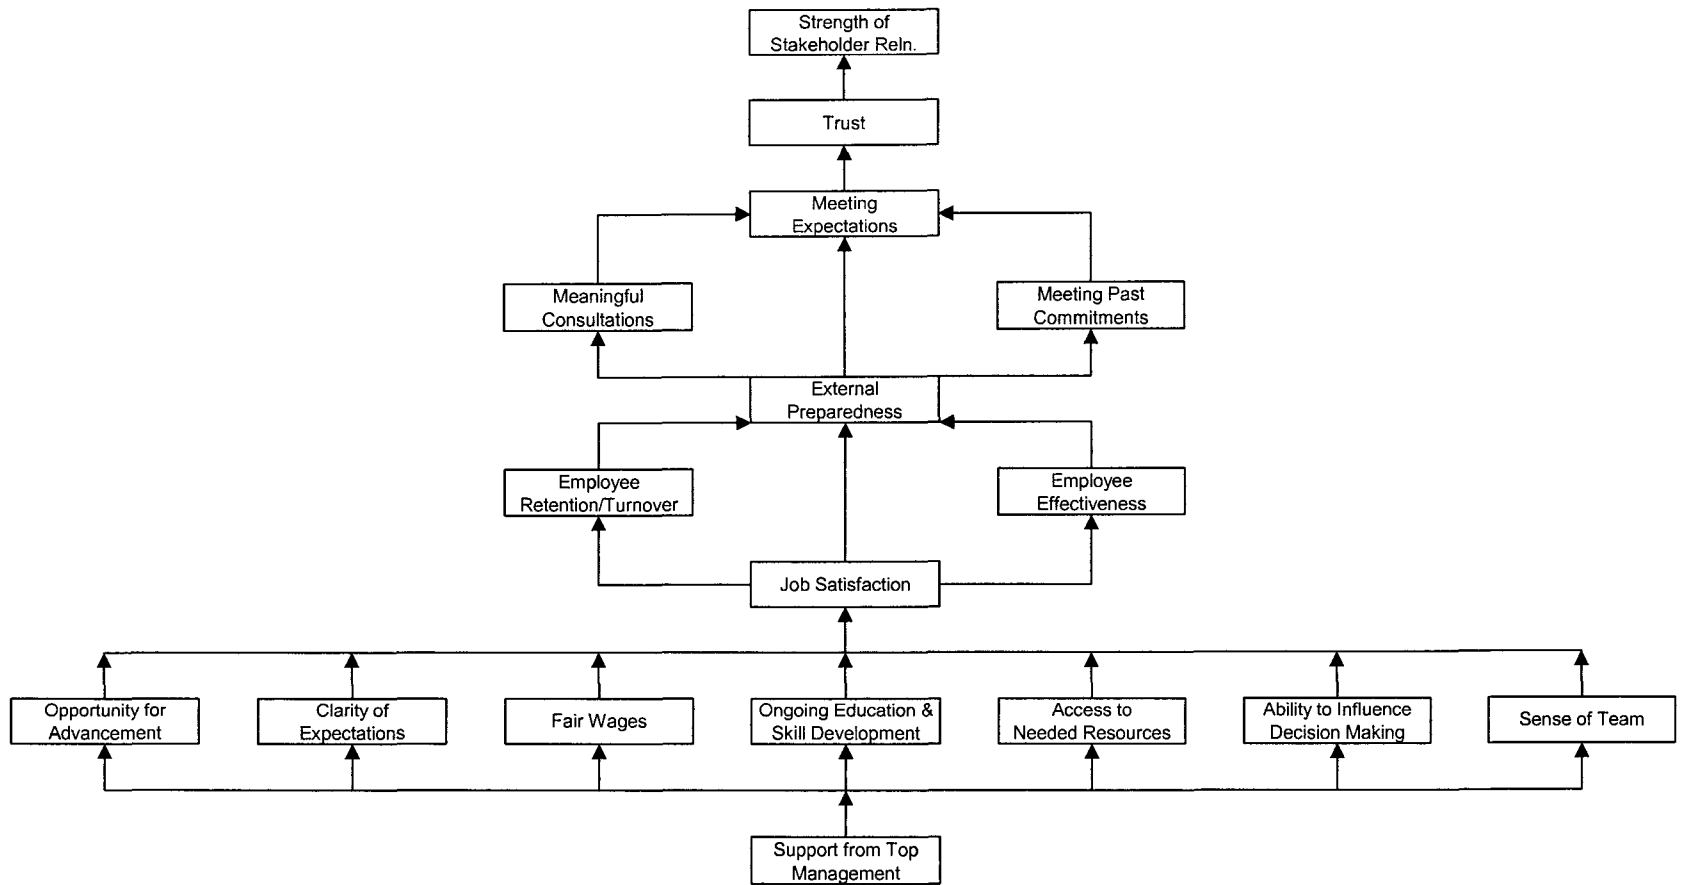 Strength of
Stakeholder Reln.
Trust
Meeting
Expectations
Meaningful
Consultations
Meeting Past
Commitments
External
Preparedness
Employee
Retention/Turnover
Employee
Effectiveness
Job Satisfaction
Opportunity for
Advancement
Clarity of
Expectations
Fair Wages
Ongoing Education &
Skill Development
Access to
Needed Resources
Ability to Influence
Decision Making
Sense of Team
Support from Top
Management